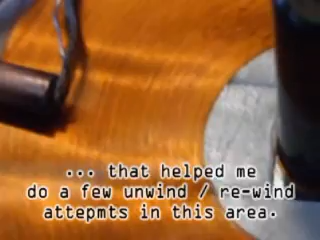 ... that helped me
do a few unwind / re-wind
attepmts in this area.